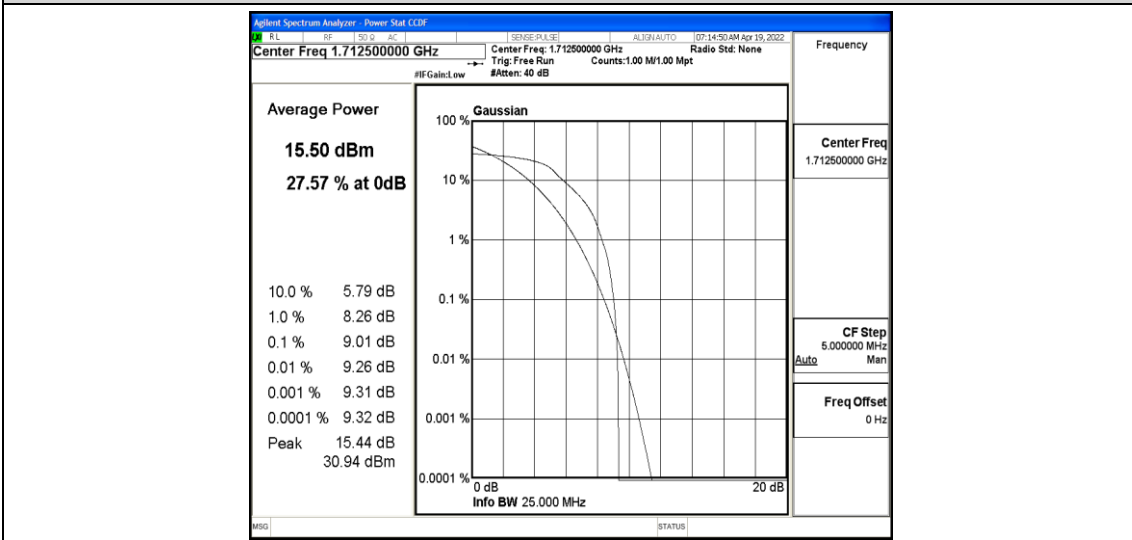 Agilent Spectrum Analyzer - Power Stat CCDF
LXI RL RF 50 Ω AC SENSE:PULSE ALIGNAUTO 07:14:50 AM Apr 19, 2022
Center Freq 1.712500000 GHz
Center Freq: 1.712500000 GHz Radio Std: None
Trig: Free Run Counts:1.00 M/1.00 Mpt
#IFGain:Low #Atten: 40 dB
Frequency
Average Power
15.50 dBm
27.57 % at 0dB
10.0 % 5.79 dB
1.0 % 8.26 dB
0.1 % 9.01 dB
0.01 % 9.26 dB
0.001 % 9.31 dB
0.0001 % 9.32 dB
Peak 15.44 dB
30.94 dBm
Gaussian
100 %
10 %
1 %
0.1 %
0.01 %
0.001 %
0.0001 %
0 dB 20 dB
Info BW 25.000 MHz
Center Freq
1.712500000 GHz
CF Step
5.000000 MHz
Auto Man
Freq Offset
0 Hz
MSG STATUS